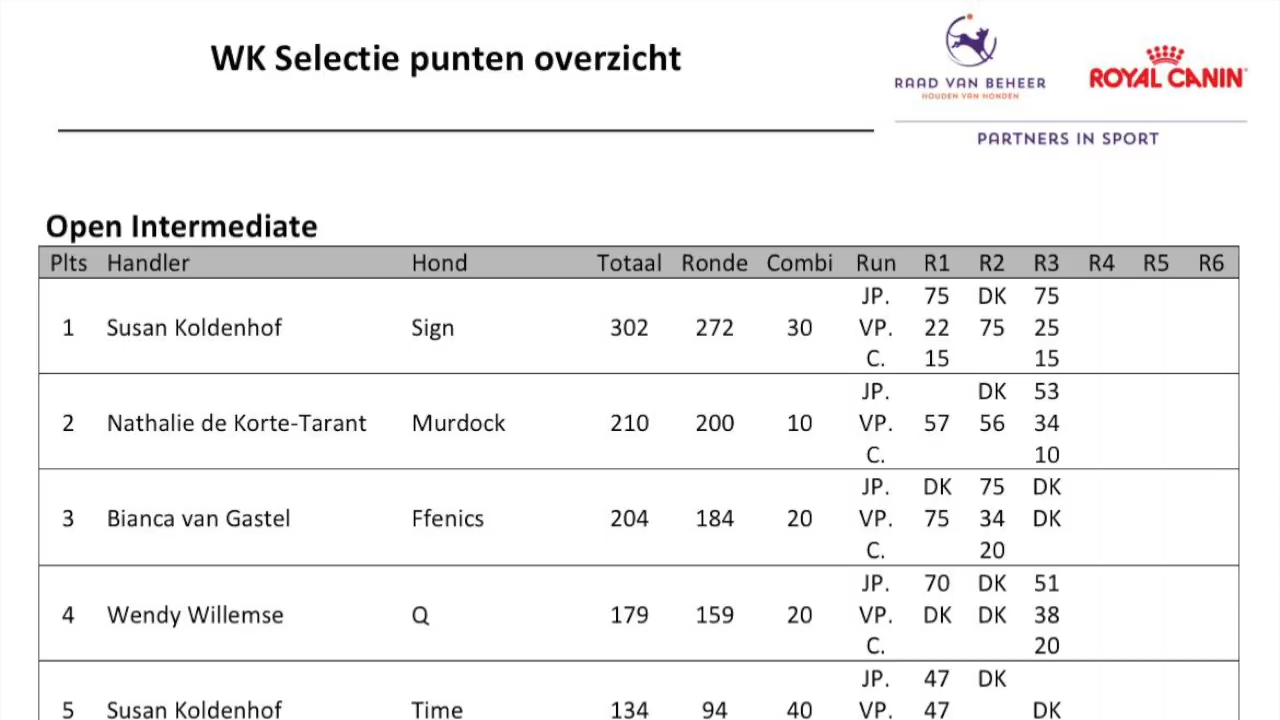 WK Selectie punten overzicht
RAAD VAN BEHEER
HOUDEN VAN HONDEN
ROYAL CANIN
PARTNERS IN SPORT
Open Intermediate
Plts Handler Hond Totaal Ronde Combi Run R1 R2 R3 R4 R5 R6
JP. 75 DK 75
1 Susan Koldenhof Sign 302 272 30 VP. 22 75 25
C. 15 15
JP. DK 53
2 Nathalie de Korte-Tarant Murdock 210 200 10 VP. 57 56 34
C. 10
JP. DK 75 DK
3 Bianca van Gastel Ffenics 204 184 20 VP. 75 34 DK
C. 20
JP. 70 DK 51
4 Wendy Willemse Q 179 159 20 VP. DK DK 38
C. 20
JP. 47 DK
5 Susan Koldenhof Time 134 94 40 VP. 47 DK